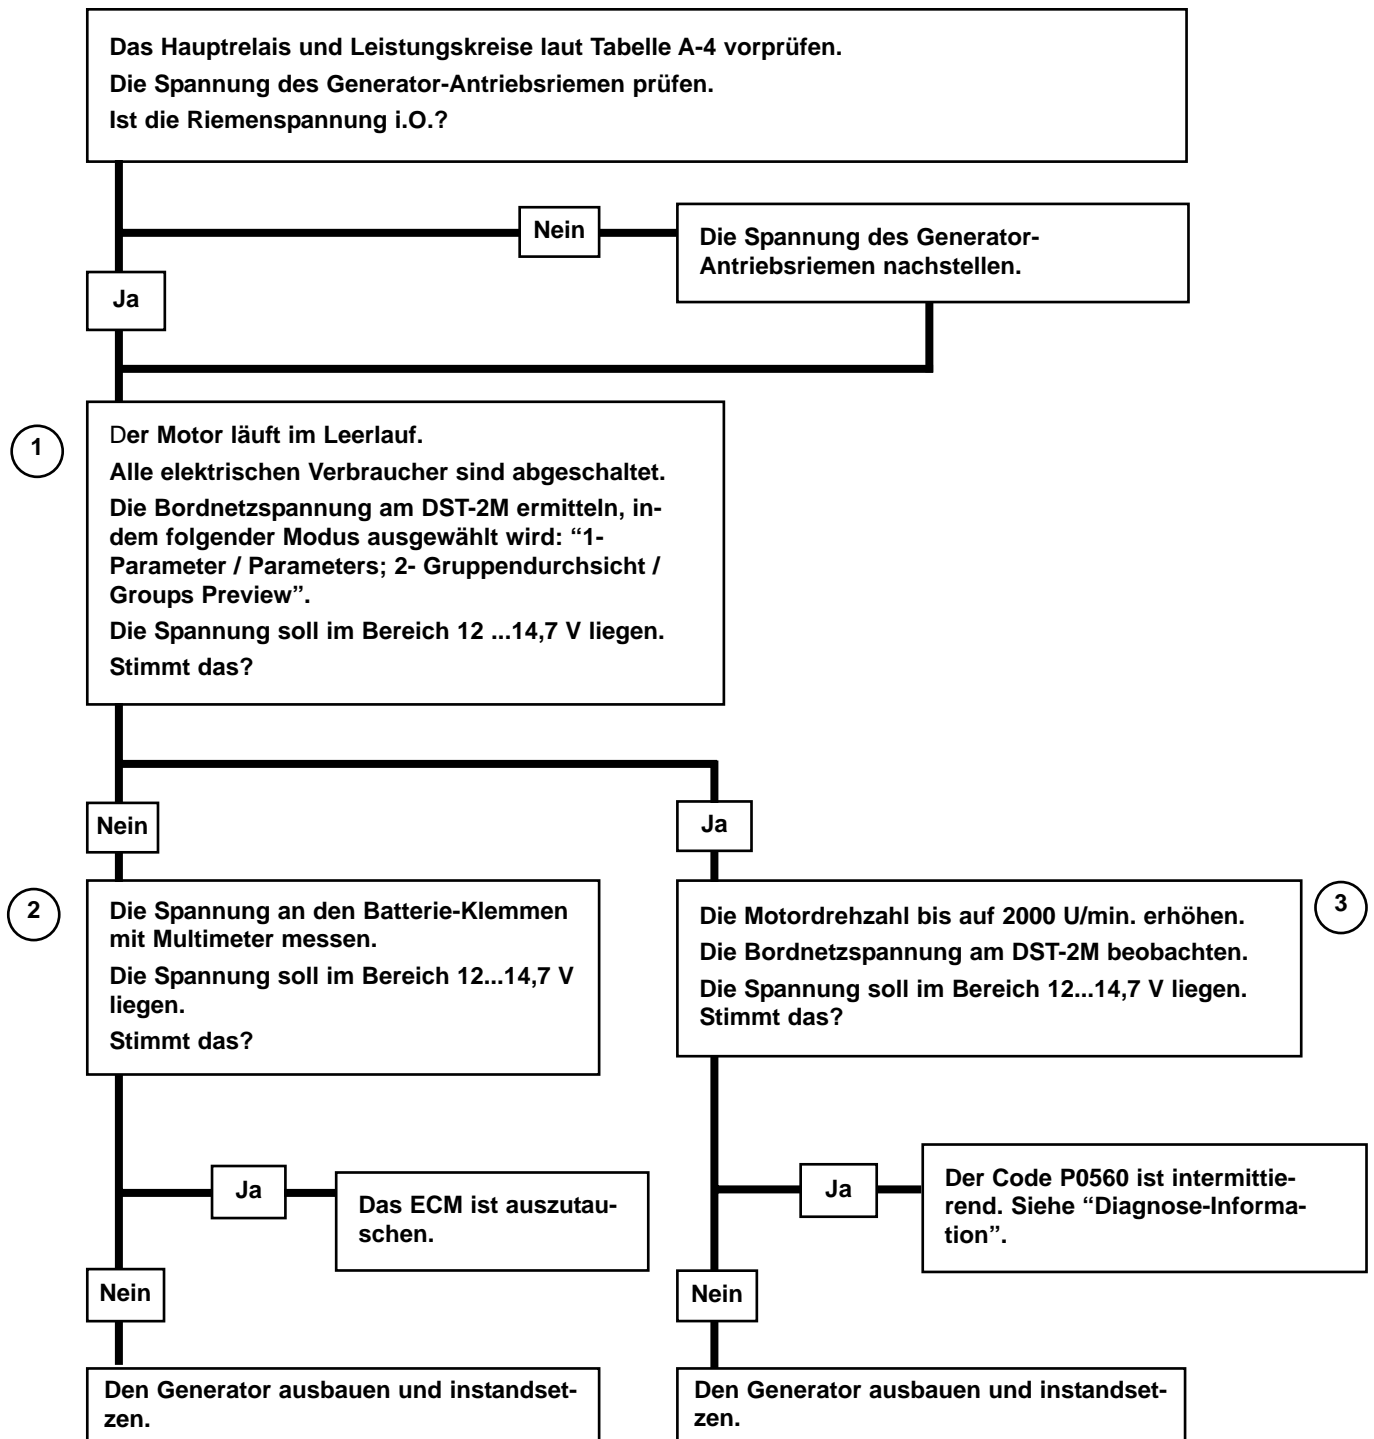 Das Hauptrelais und Leistungskreise laut Tabelle A-4 vorprüfen.
Die Spannung des Generator-Antriebsriemen prüfen.
Ist die Riemenspannung i.O.?
Nein
Die Spannung des Generator-
Antriebsriemen nachstellen.
Ja
1
Der Motor läuft im Leerlauf.
Alle elektrischen Verbraucher sind abgeschaltet.
Die Bordnetzspannung am DST-2M ermitteln, in-
dem folgender Modus ausgewählt wird: “1-
Parameter / Parameters; 2- Gruppendurchsicht /
Groups Preview”.
Die Spannung soll im Bereich 12 ...14,7 V liegen.
Stimmt das?
Nein
Ja
2
Die Spannung an den Batterie-Klemmen
mit Multimeter messen.
Die Spannung soll im Bereich 12...14,7 V
liegen.
Stimmt das?
3
Die Motordrehzahl bis auf 2000 U/min. erhöhen.
Die Bordnetzspannung am DST-2M beobachten.
Die Spannung soll im Bereich 12...14,7 V liegen.
Stimmt das?
Ja
Das ECM ist auszutau-
schen.
Ja
Der Code P0560 ist intermittie-
rend. Siehe “Diagnose-Informa-
tion”.
Nein
Nein
Den Generator ausbauen und instandset-
zen.
Den Generator ausbauen und instandset-
zen.